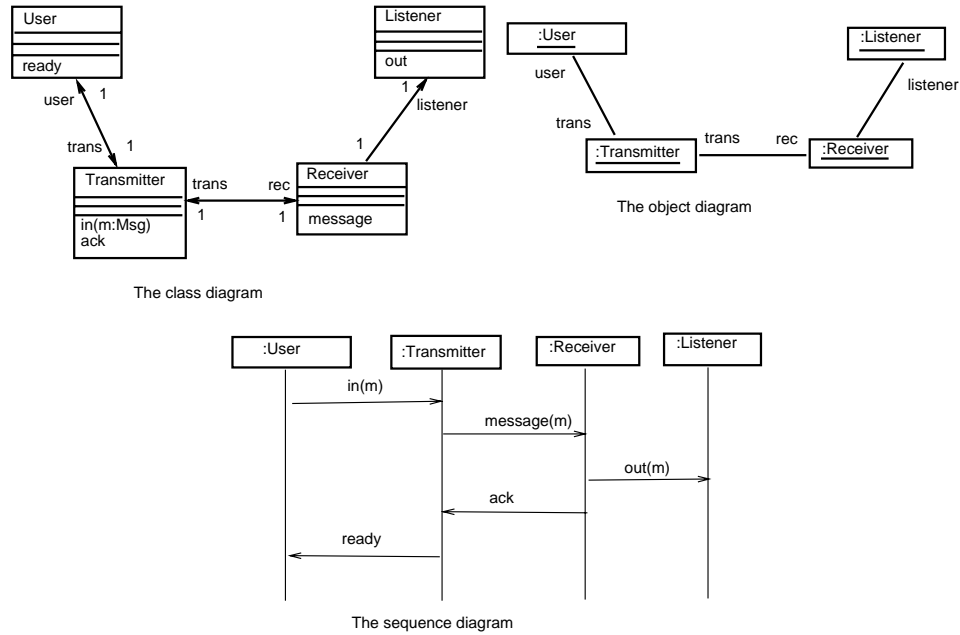 User
ready
user
1
trans
1
Transmitter
in(m:Msg)
ack
trans
1
rec
1
Receiver
message
1
Listener
out
1
listener
The class diagram
:User
user
trans
:Transmitter
trans
rec
:Receiver
:Listener
listener
The object diagram
:User
:Transmitter
:Receiver
:Listener
in(m)
message(m)
out(m)
ack
ready
The sequence diagram